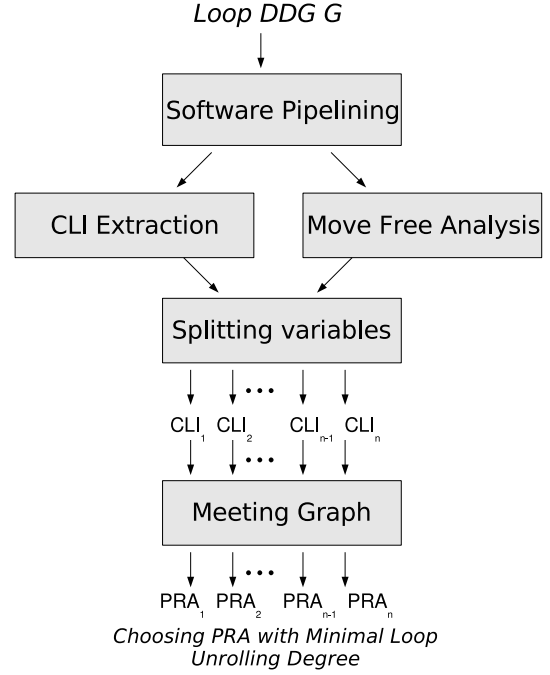 Loop DDG G
Software Pipelining
CLI Extraction
Move Free Analysis
Splitting variables
CLI1 CLI2 CLIn-1 CLIn
Meeting Graph
PRA1 PRA2 PRAn-1 PRAn
Choosing PRA with Minimal Loop
Unrolling Degree